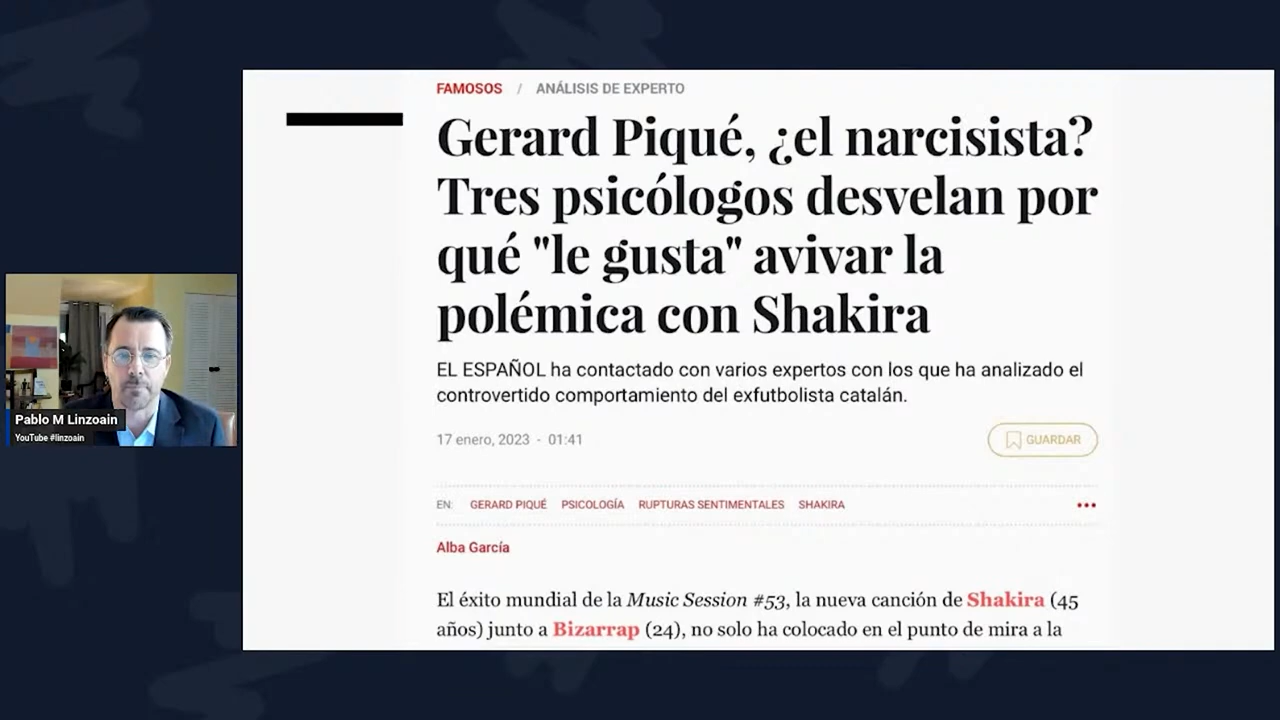 FAMOSOS / ANÁLISIS DE EXPERTO
Gerard Piqué, ¿el narcisista?
Tres psicólogos desvelan por
qué "le gusta" avivar la
polémica con Shakira
EL ESPAÑOL ha contactado con varios expertos con los que ha analizado el
controvertido comportamiento del exfutbolista catalán.
17 enero, 2023 - 01:41
GUARDAR
EN: GERARD PIQUÉ PSICOLOGÍA RUPTURAS SENTIMENTALES SHAKIRA
Alba García
El éxito mundial de la Music Session #53, la nueva canción de Shakira (45
años) junto a Bizarrap (24), no solo ha colocado en el punto de mira a la
Pablo M Linzoain
YouTube #linzoain